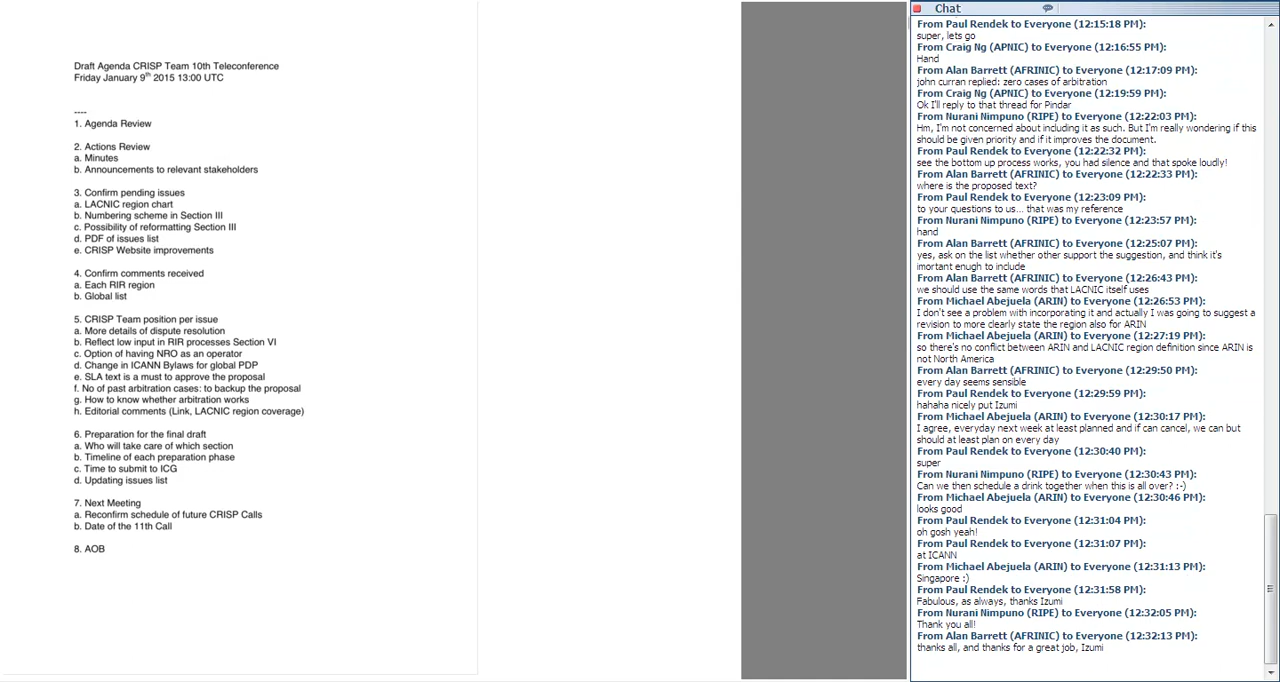 Draft Agenda CRISP Team 10th Teleconference
Friday January 9th 2015 13:00 UTC
----
1. Agenda Review
2. Actions Review
a. Minutes
b. Announcements to relevant stakeholders
3. Confirm pending issues
a. LACNIC region chart
b. Numbering scheme in Section III
c. Possibility of reformatting Section III
d. PDF of issues list
e. CRISP Website improvements
4. Confirm comments received
a. Each RIR region
b. Global list
5. CRISP Team position per issue
a. More details of dispute resolution
b. Reflect low input in RIR processes Section VI
c. Option of having NRO as an operator
d. Change in ICANN Bylaws for global PDP
e. SLA text is a must to approve the proposal
f. No of past arbitration cases: to backup the proposal
g. How to know whether arbitration works
h. Editorial comments (Link, LACNIC region coverage)
6. Preparation for the final draft
a. Who will take care of which section
b. Timeline of each preparation phase
c. Time to submit to ICG
d. Updating issues list
7. Next Meeting
a. Reconfirm schedule of future CRISP Calls
b. Date of the 11th Call
8. AOB
Chat
From Paul Rendek to Everyone (12:15:18 PM):
super, lets go
From Craig Ng (APNIC) to Everyone (12:16:55 PM):
Hand
From Alan Barrett (AFRINIC) to Everyone (12:17:09 PM):
john curran replied: zero cases of arbitration
From Craig Ng (APNIC) to Everyone (12:19:59 PM):
Ok I'll reply to that thread for Pindar
From Nurani Nimpuno (RIPE) to Everyone (12:22:03 PM):
Hm, I'm not concerned about including it as such. But I'm really wondering if this
should be given priority and if it improves the document.
From Paul Rendek to Everyone (12:22:32 PM):
see the bottom up process works, you had silence and that spoke loudly!
From Alan Barrett (AFRINIC) to Everyone (12:22:33 PM):
where is the proposed text?
From Paul Rendek to Everyone (12:23:09 PM):
to your questions to us... that was my reference
From Nurani Nimpuno (RIPE) to Everyone (12:23:57 PM):
hand
From Alan Barrett (AFRINIC) to Everyone (12:25:07 PM):
yes, ask on the list whether other support the suggestion, and think it's
imortant enugh to include
From Alan Barrett (AFRINIC) to Everyone (12:26:43 PM):
we should use the same words that LACNIC itself uses
From Michael Abejuela (ARIN) to Everyone (12:26:53 PM):
I don't see a problem with incorporating it and actually I was going to suggest a
revision to more clearly state the region also for ARIN
From Michael Abejuela (ARIN) to Everyone (12:27:19 PM):
so there's no conflict between ARIN and LACNIC region definition since ARIN is
not North America
From Alan Barrett (AFRINIC) to Everyone (12:29:50 PM):
every day seems sensible
From Paul Rendek to Everyone (12:29:59 PM):
hahaha nicely put Izumi
From Michael Abejuela (ARIN) to Everyone (12:30:17 PM):
I agree, everyday next week at least planned and if can cancel, we can but
should at least plan on every day
From Paul Rendek to Everyone (12:30:40 PM):
super
From Nurani Nimpuno (RIPE) to Everyone (12:30:43 PM):
Can we then schedule a drink together when this is all over? :-)
From Michael Abejuela (ARIN) to Everyone (12:30:46 PM):
looks good
From Paul Rendek to Everyone (12:31:04 PM):
oh gosh yeah!
From Paul Rendek to Everyone (12:31:07 PM):
at ICANN
From Michael Abejuela (ARIN) to Everyone (12:31:13 PM):
Singapore :)
From Paul Rendek to Everyone (12:31:58 PM):
Fabulous, as always, thanks Izumi
From Nurani Nimpuno (RIPE) to Everyone (12:32:05 PM):
Thank you all!
From Alan Barrett (AFRINIC) to Everyone (12:32:13 PM):
thanks all, and thanks for a great job, Izumi